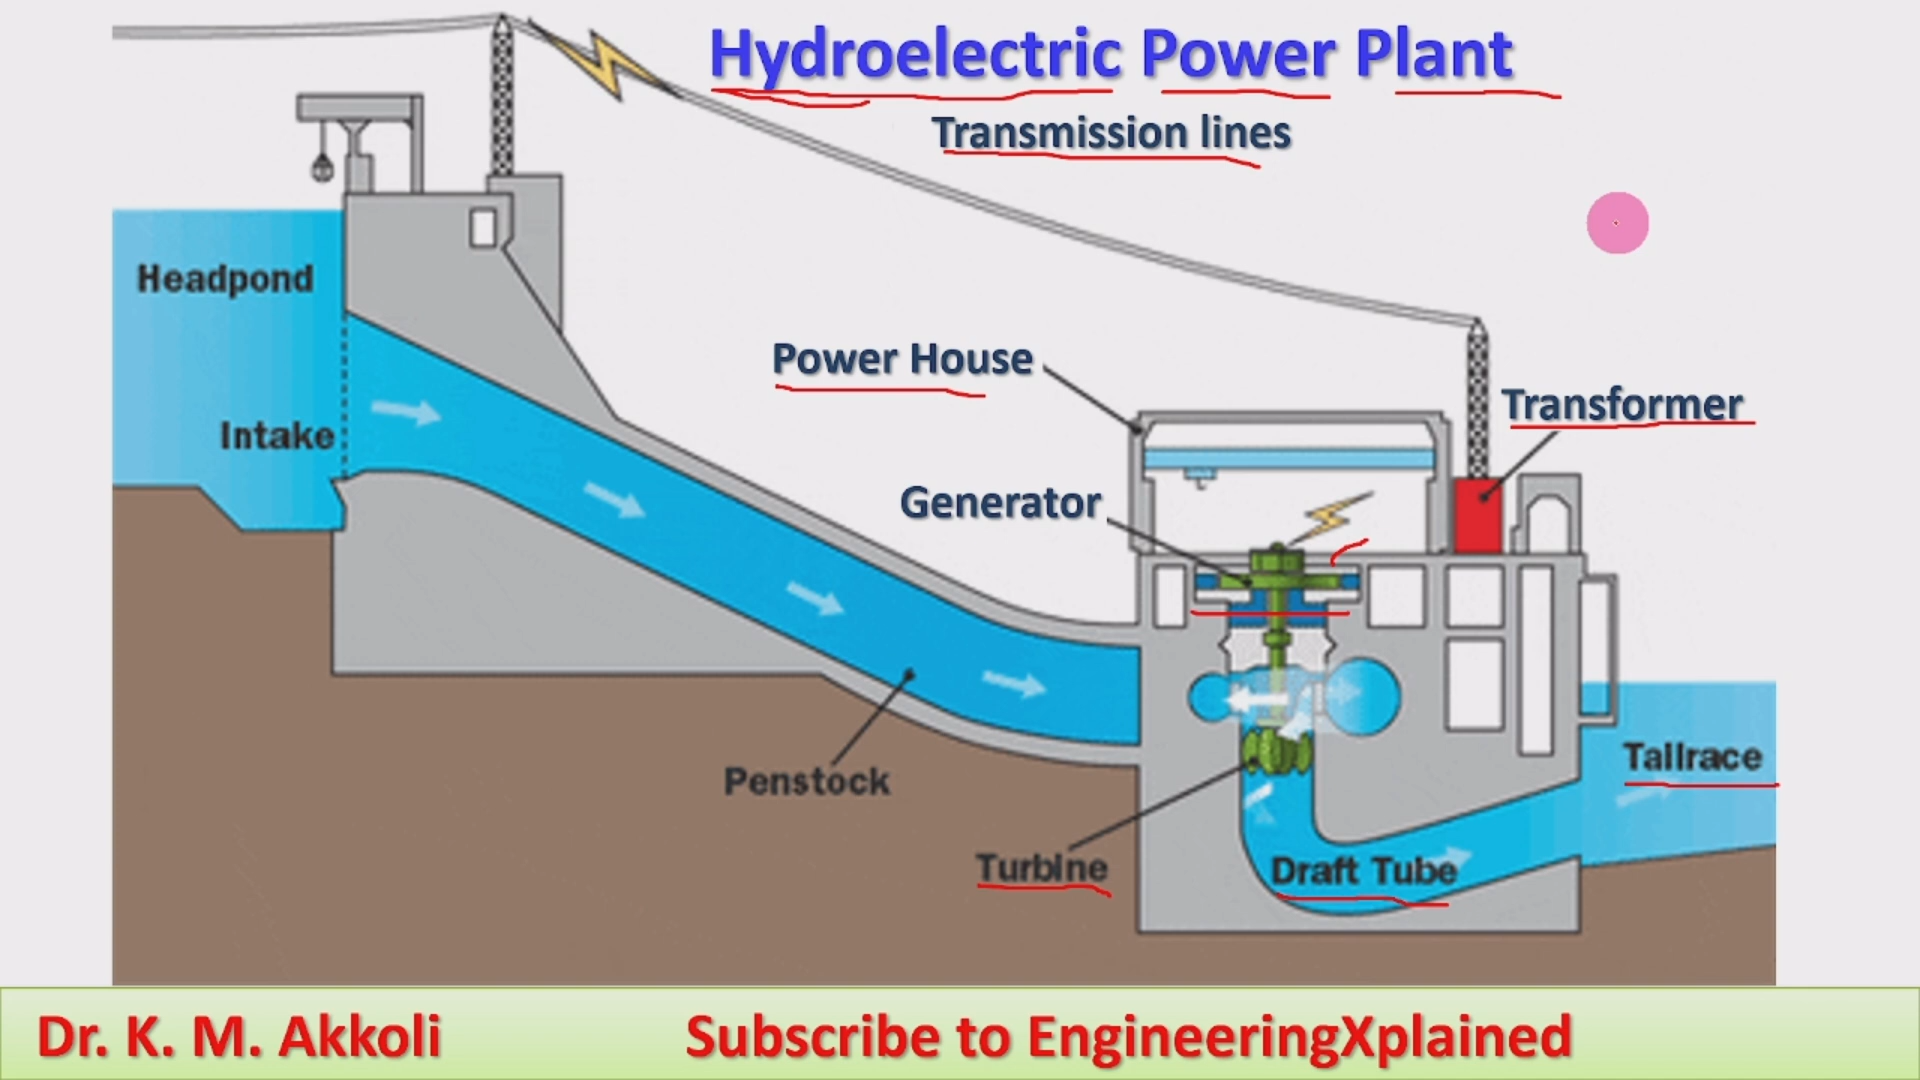 Hydroelectric Power Plant
Transmission lines
Headpond
Power House
Transformer
Intake
Generator
Tallrace
Penstock
Turbine
Draft Tube
Dr. K. M. Akkoli
Subscribe to EngineeringXplained